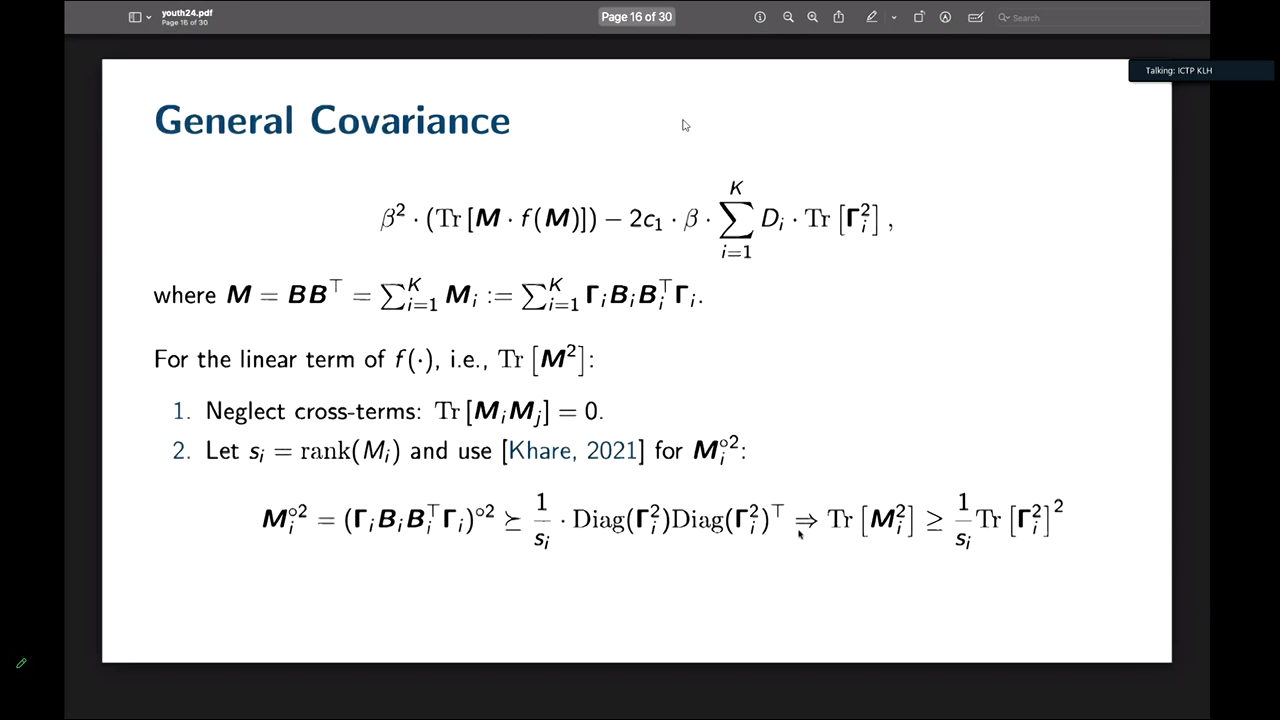 youth24.pdf
Page 16 of 30
Page 16 of 30
Search
Talking: ICTP KLH
General Covariance
β² · (Tr [M · f(M)]) − 2c₁ · β · ∑_{i=1}^{K} D_i · Tr [Γ_i²] ,
where M = BB^⊤ = ∑_{i=1}^{K} M_i := ∑_{i=1}^{K} Γ_i B_i B_i^⊤ Γ_i.
For the linear term of f(·), i.e., Tr [M²]:
1. Neglect cross-terms: Tr [M_i M_j] = 0.
2. Let s_i = rank(M_i) and use [Khare, 2021] for M_i^{∘2}:
M_i^{∘2} = (Γ_i B_i B_i^⊤ Γ_i)^{∘2} ⪰ 1/s_i · Diag(Γ_i²)Diag(Γ_i²)^⊤ ⇒ Tr [M_i²] ≥ 1/s_i Tr [Γ_i²]²